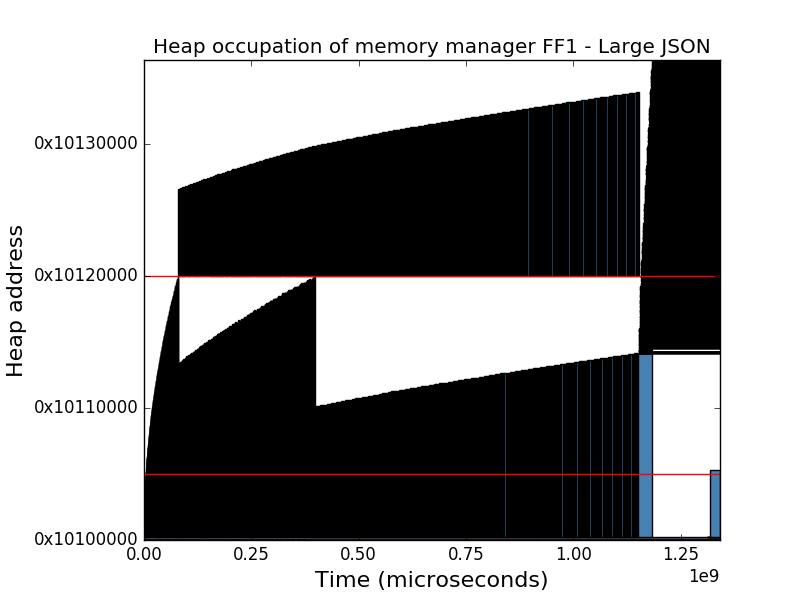 Heap occupation of memory manager FF1 - Large JSON
Heap address
0x10130000
0x10120000
0x10110000
0x10100000
0.00 0.25 0.50 0.75 1.00 1.25
1e9
Time (microseconds)